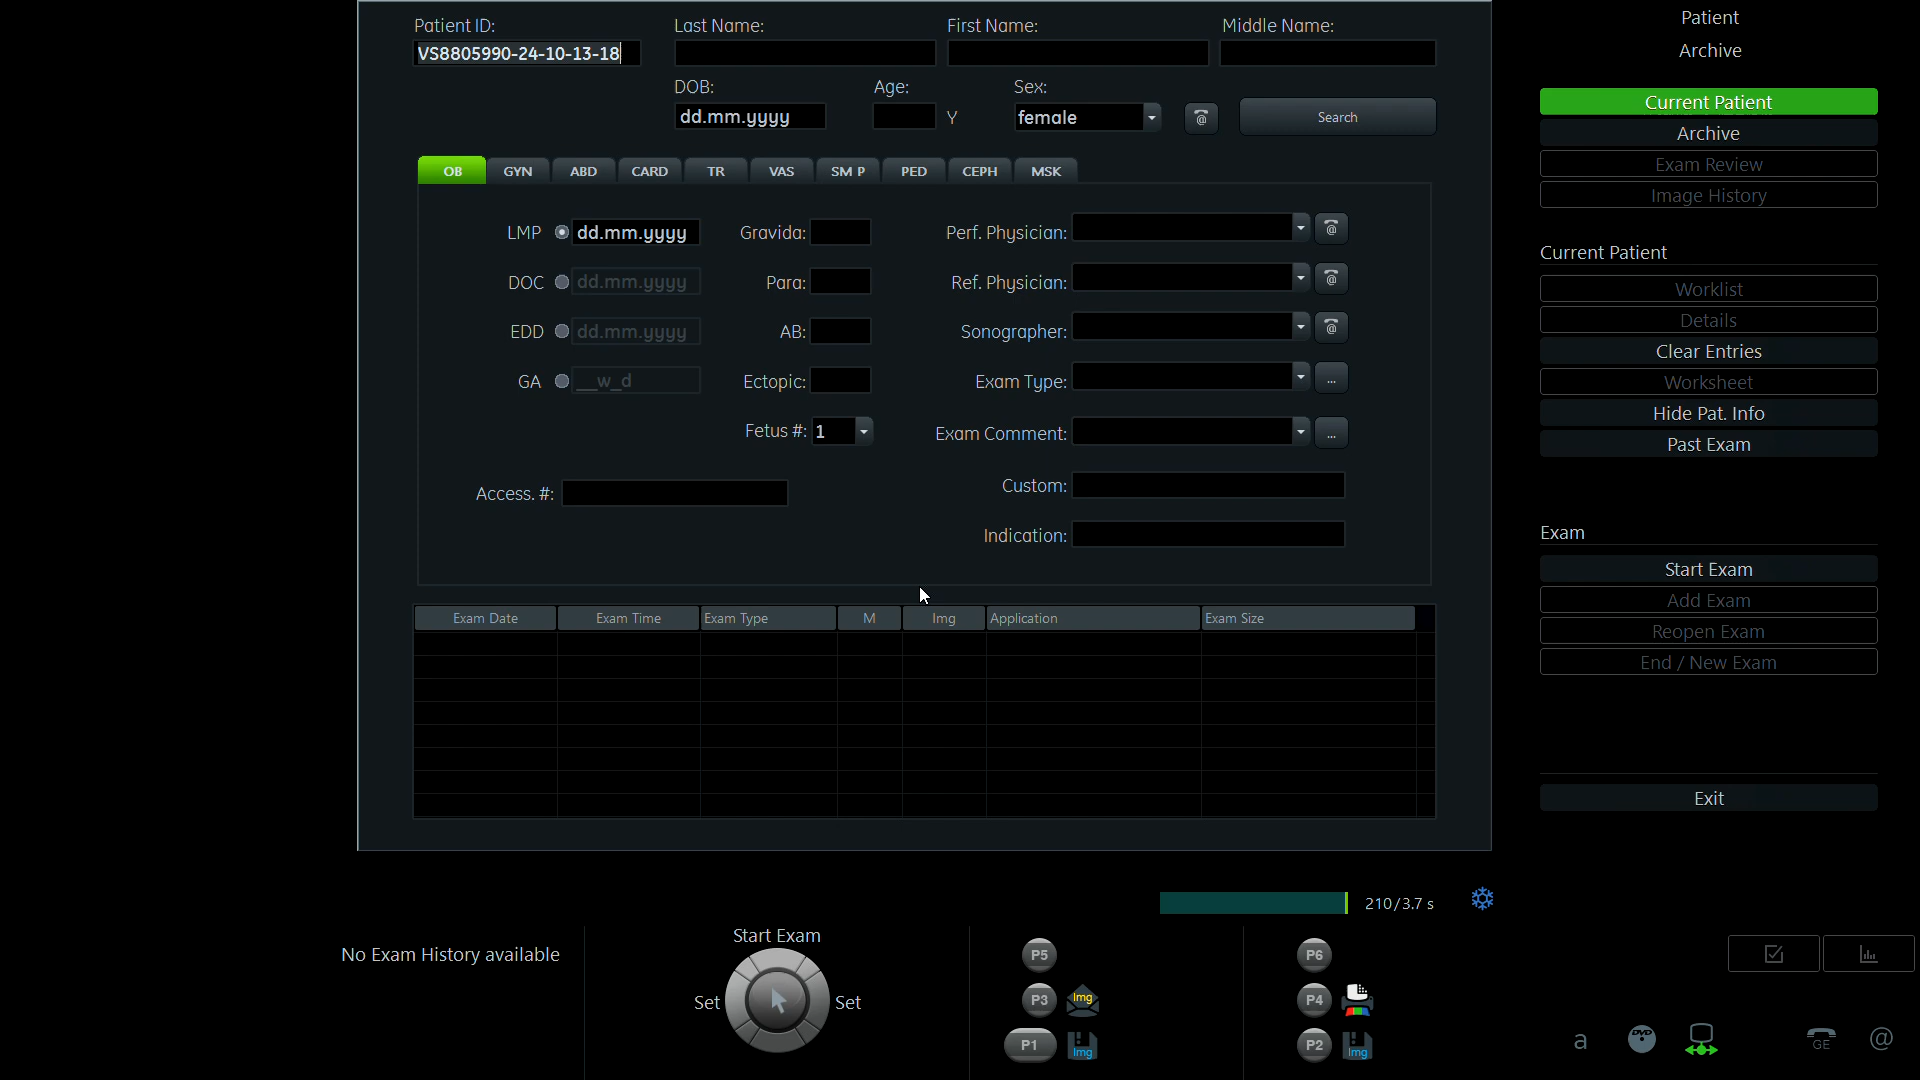 Patient ID: Last Name: First Name: Middle Name:
VS8805990-24-10-13-18
DOB: Age: Sex:
dd.mm.yyyy Y female @ Search
OB GYN ABD CARD TR VAS SM P PED CEPH MSK
LMP dd.mm.yyyy Gravida: Perf. Physician: @
DOC dd.mm.yyyy Para: Ref. Physician: @
EDD dd.mm.yyyy AB: Sonographer: @
GA __w_d Ectopic: Exam Type: ...
Fetus #: 1 Exam Comment: ...
Access. #: Custom:
Indication:
Exam Date Exam Time Exam Type M Img Application Exam Size
Patient
Archive
Current Patient
Archive
Exam Review
Image History
Current Patient
Worklist
Details
Clear Entries
Worksheet
Hide Pat. Info
Past Exam
Exam
Start Exam
Add Exam
Reopen Exam
End / New Exam
Exit
210/3.7 s
No Exam History available
Start Exam
Set Set
P5 P6
P3 Img P4
P1 Img P2 Img
a DVD GE @